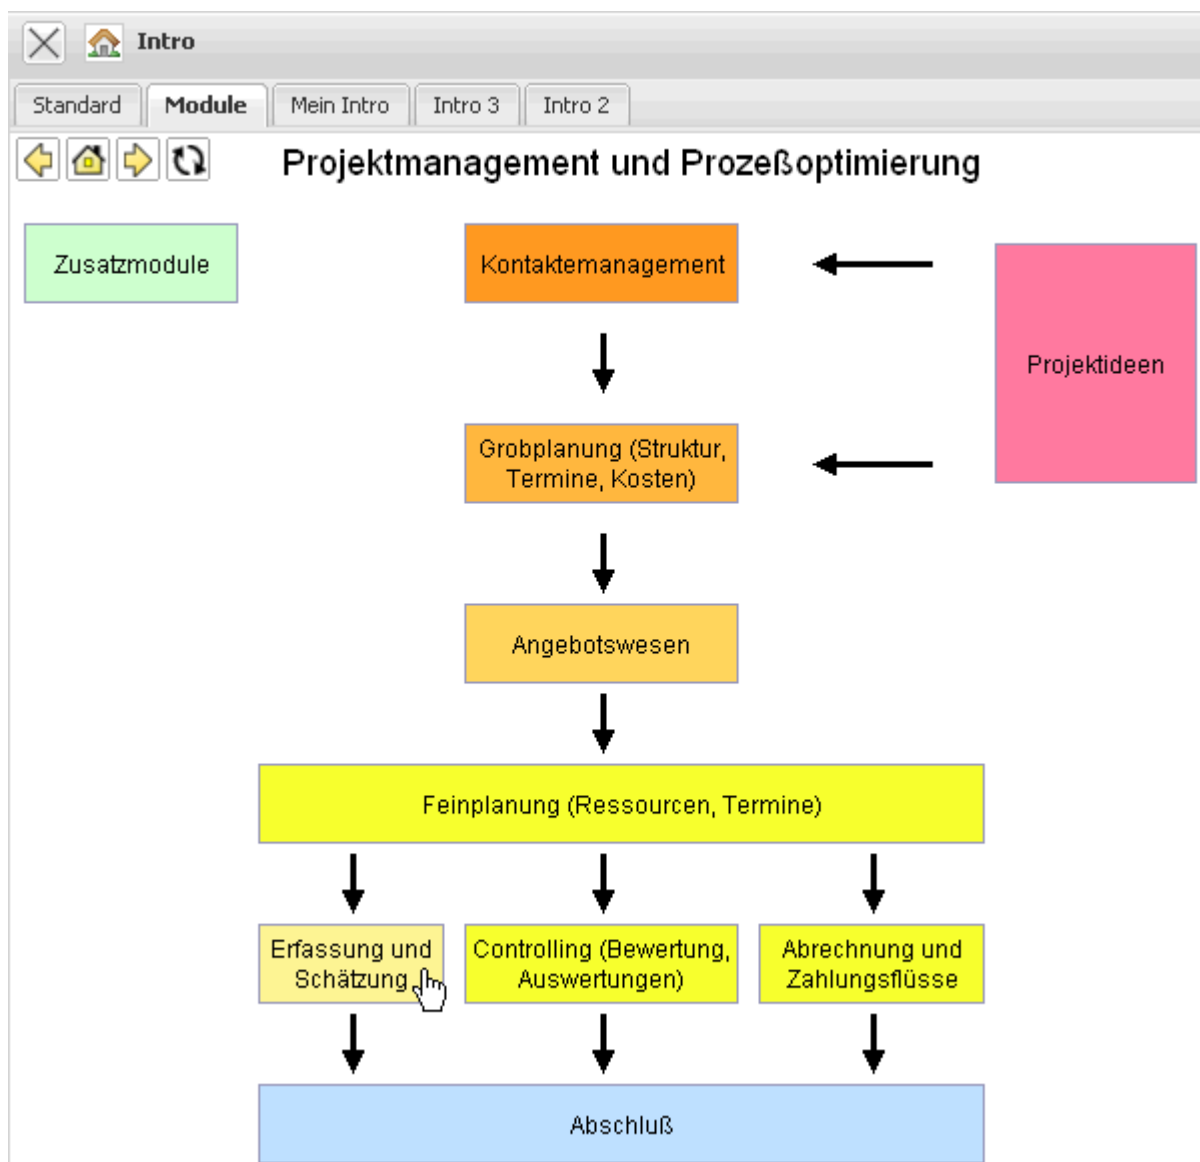 Intro
Standard
Module
Mein Intro
Intro 3
Intro 2
Projektmanagement und Prozeßoptimierung
Zusatzmodule
Kontaktemanagement
Projektideen
Grobplanung (Struktur,
Termine, Kosten)
Angebotswesen
Feinplanung (Ressourcen, Termine)
Erfassung und
Schätzung
Controlling (Bewertung,
Auswertungen)
Abrechnung und
Zahlungsflüsse
Abschluß